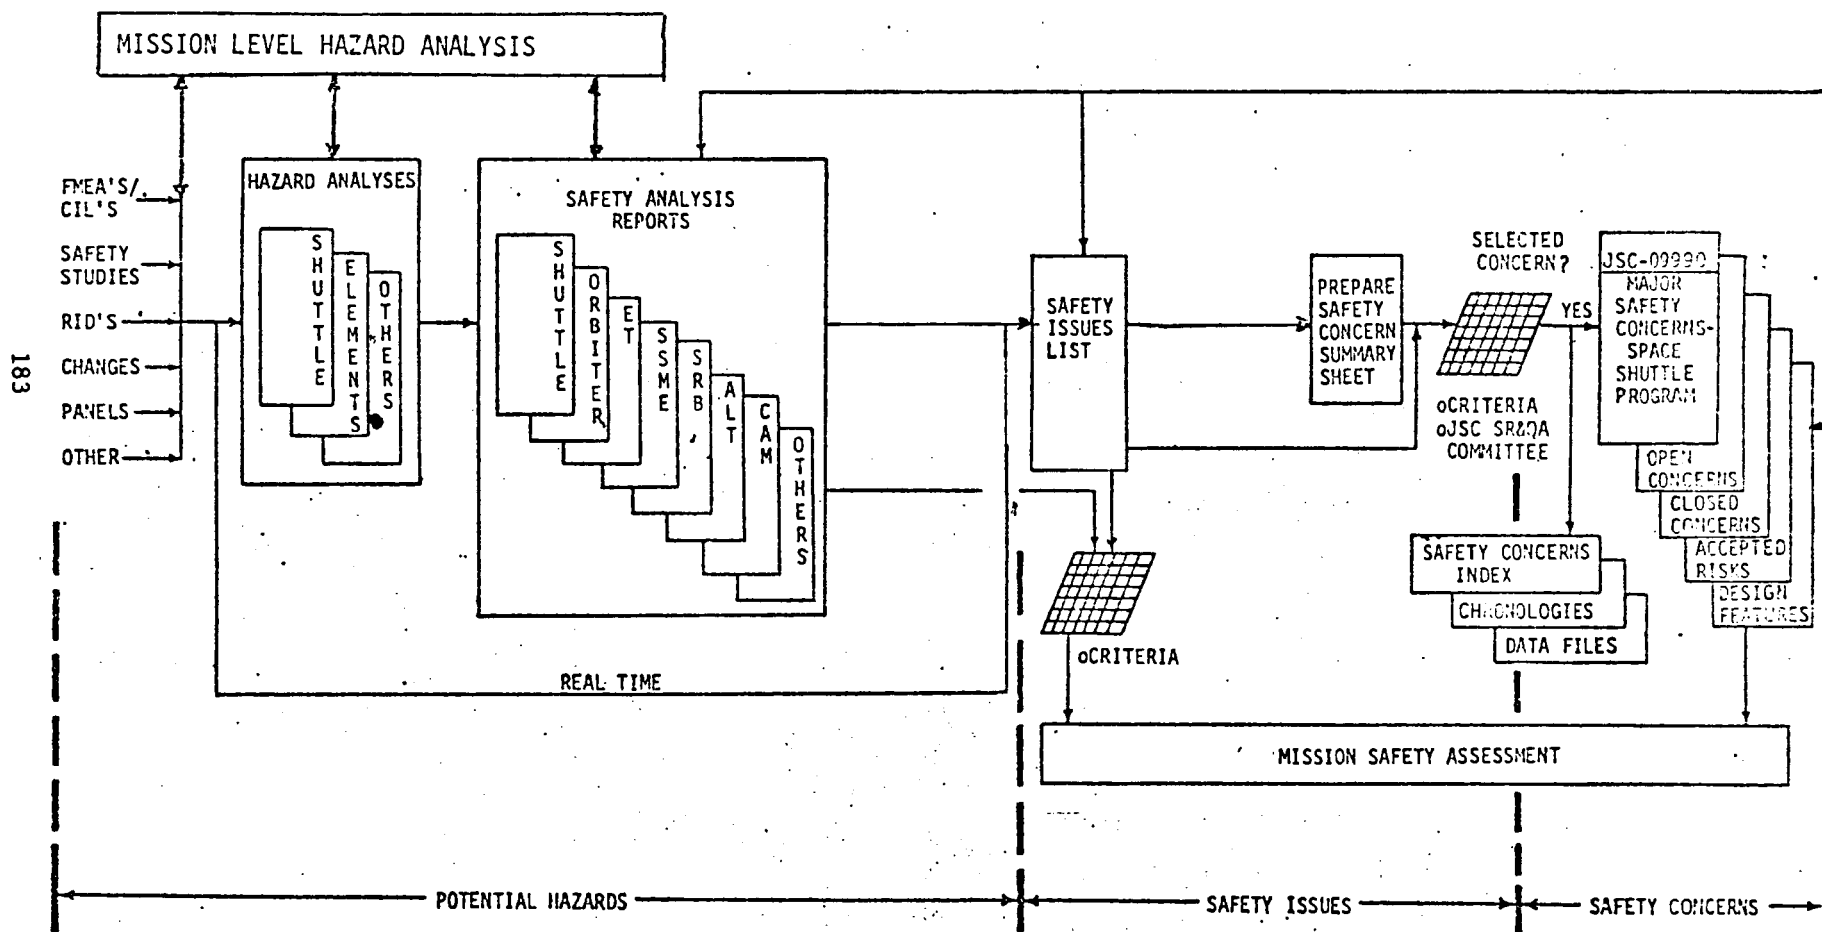 MISSION LEVEL HAZARD ANALYSIS
FMEA'S/
CIL'S
SAFETY
STUDIES
RID'S
CHANGES
PANELS
OTHER
HAZARD ANALYSES
SHUTTLE
ELEMENTS
OTHERS
SAFETY ANALYSIS
REPORTS
SHUTTLE
ORBITER
ET
SSME
SRB
ALT
CAM
OTHERS
REAL TIME
SAFETY
ISSUES
LIST
oCRITERIA
PREPARE
SAFETY
CONCERN
SUMMARY
SHEET
SELECTED
CONCERN?
YES
oCRITERIA
oJSC SR&QA
COMMITTEE
JSC-09990
MAJOR
SAFETY
CONCERNS-
SPACE
SHUTTLE
PROGRAM
OPEN
CONCERNS
CLOSED
CONCERNS
ACCEPTED
RISKS
DESIGN
FEATURES
SAFETY CONCERNS
INDEX
CHRONOLOGIES
DATA FILES
MISSION SAFETY ASSESSMENT
POTENTIAL HAZARDS
SAFETY ISSUES
SAFETY CONCERNS
183